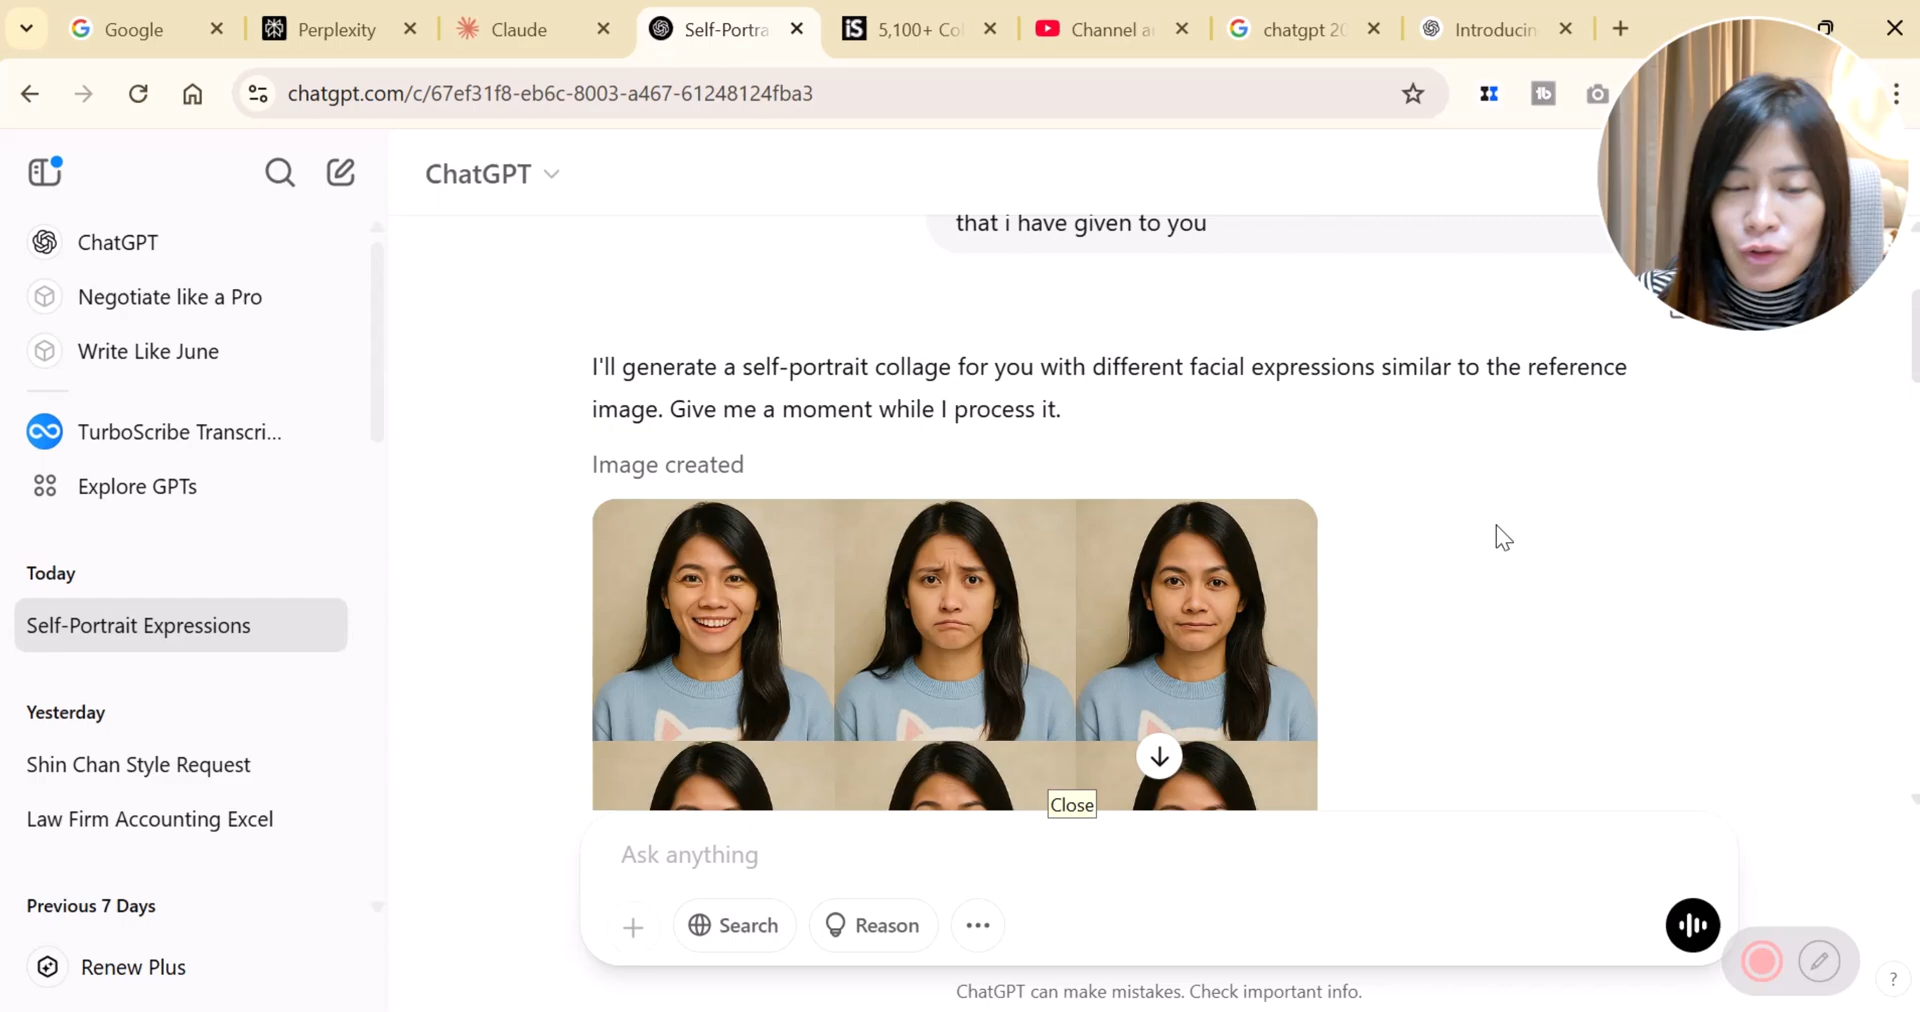 Google
Perplexity
Claude
Self-Portra
iS
5,100+ Co
Channel a
chatgpt 20
Introducin
chatgpt.com/c/67ef31f8-eb6c-8003-a467-61248124fba3
tb
ChatGPT
Negotiate like a Pro
Write Like June
TurboScribe Transcri...
Explore GPTs
Today
Self-Portrait Expressions
Yesterday
Shin Chan Style Request
Law Firm Accounting Excel
Previous 7 Days
Renew Plus
ChatGPT
that i have given to you
I'll generate a self-portrait collage for you with different facial expressions similar to the reference
image. Give me a moment while I process it.
Image created
Close
Ask anything
Search
Reason
ChatGPT can make mistakes. Check important info.
?